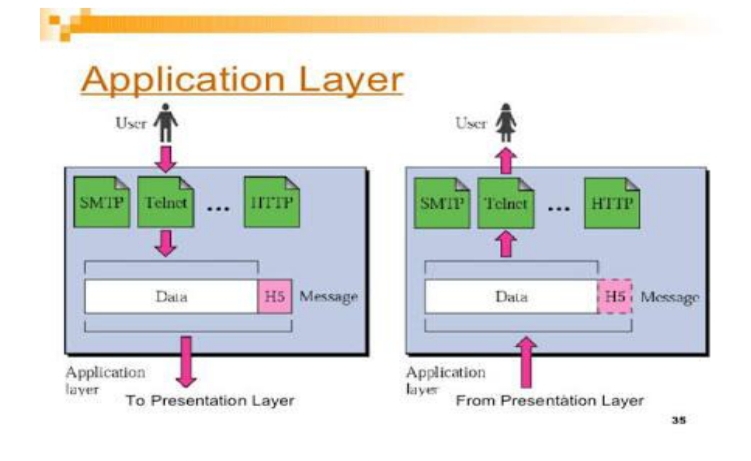 Application Layer
User
User
SMTP Telnet ... HTTP
SMTP Telnet ... HTTP
Data H5 Message
Data H5 Message
Application
layer
To Presentation Layer
Application
layer
From Presentation Layer
35